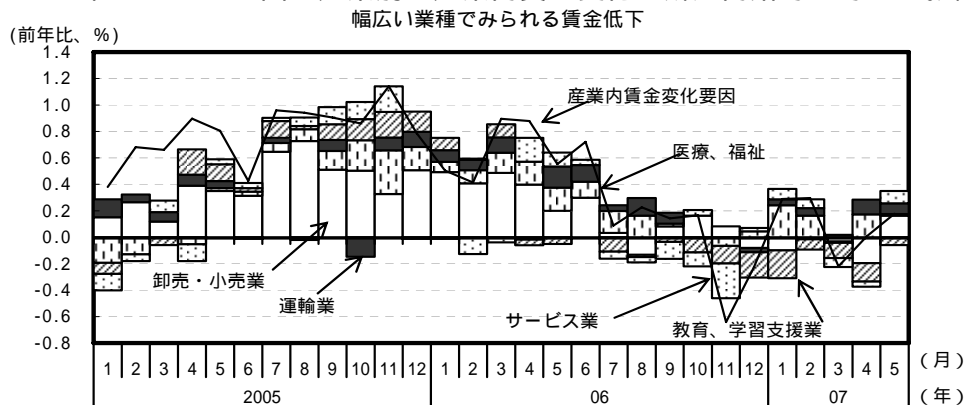 幅広い業種でみられる賃金低下
(前年比、%)
1.4
1.2
1.0
0.8
0.6
0.4
0.2
0.0
-0.2
-0.4
-0.6
-0.8
産業内賃金変化要因
医療、福祉
卸売・小売業
運輸業
サービス業
教育、学習支援業
1 2 3 4 5 6 7 8 9 10 11 12 1 2 3 4 5 6 7 8 9 10 11 12 1 2 3 4 5 (月)
2005 06 07 (年)